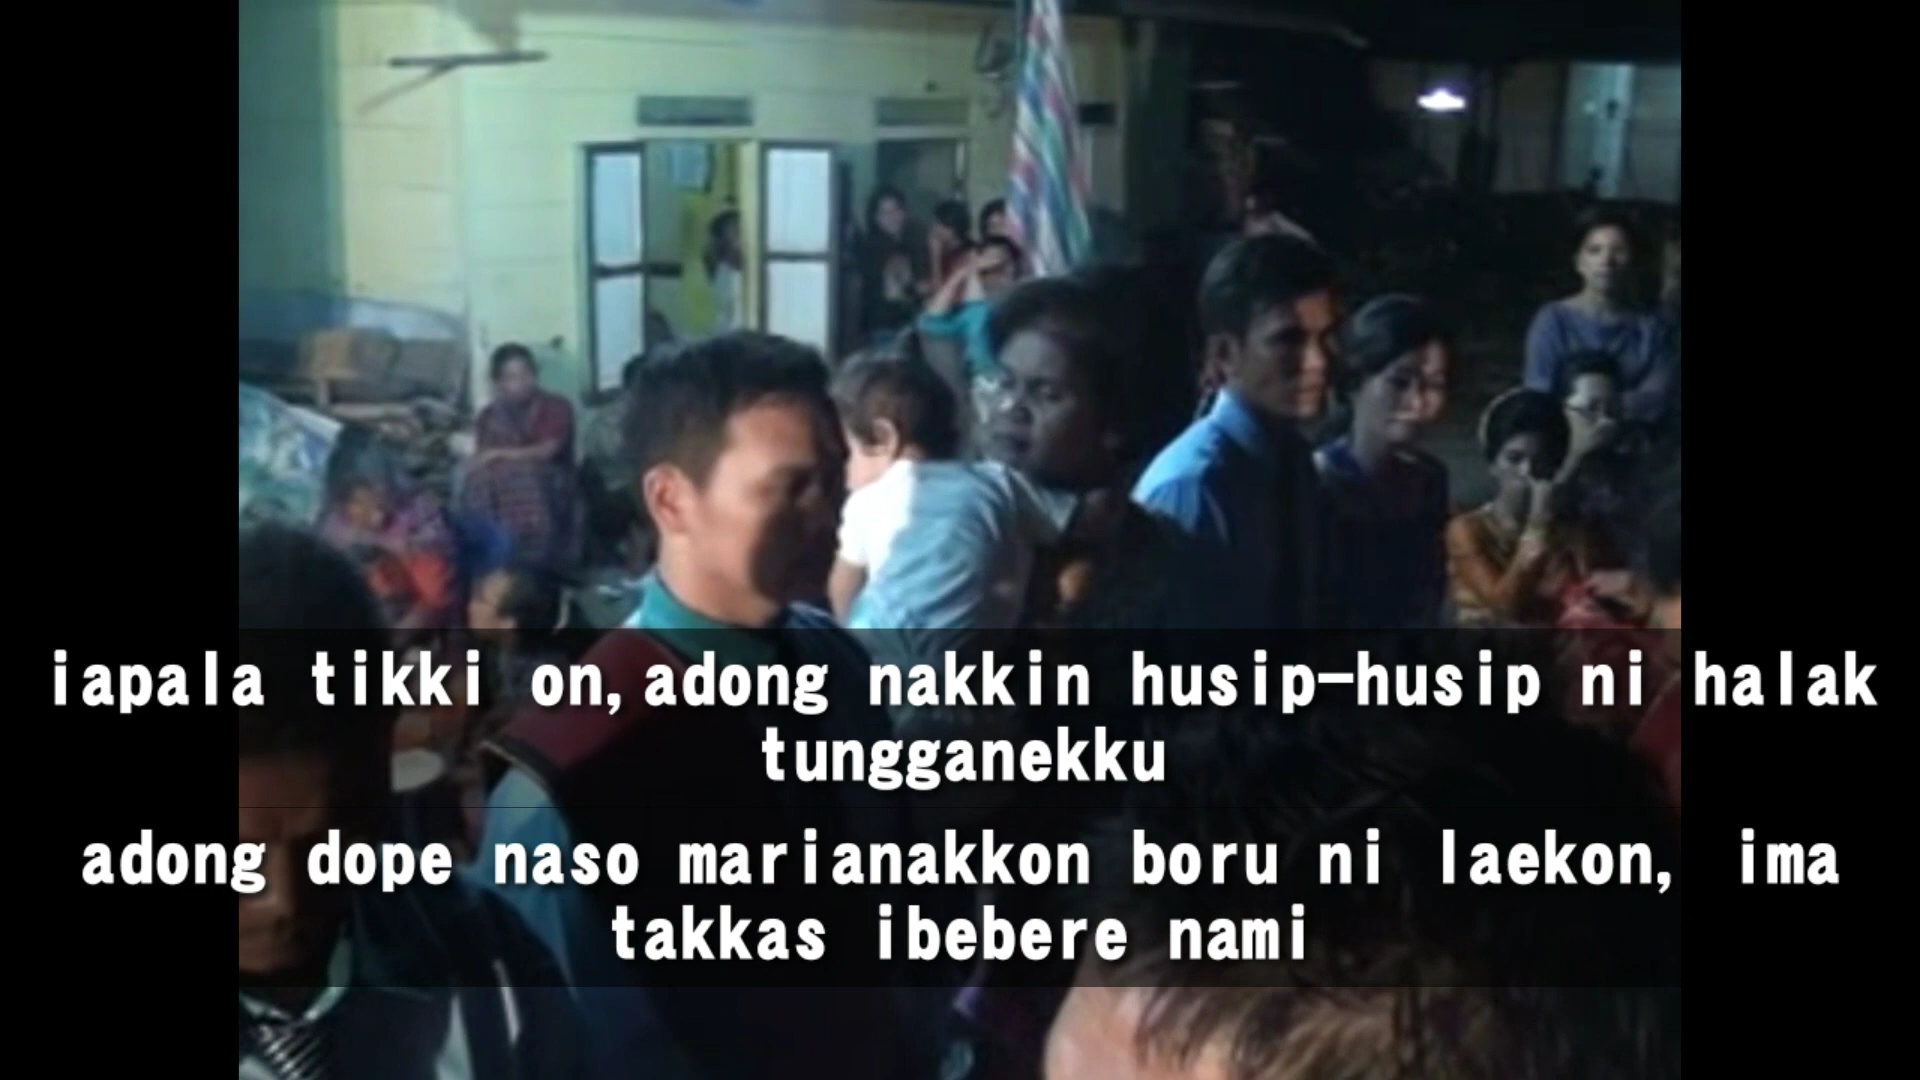 iapala tikki on,adong nakkin husip-husip ni halak
tungganekku
adong dope naso marianakkon boru ni laekon, ima
takkas ibebere nami